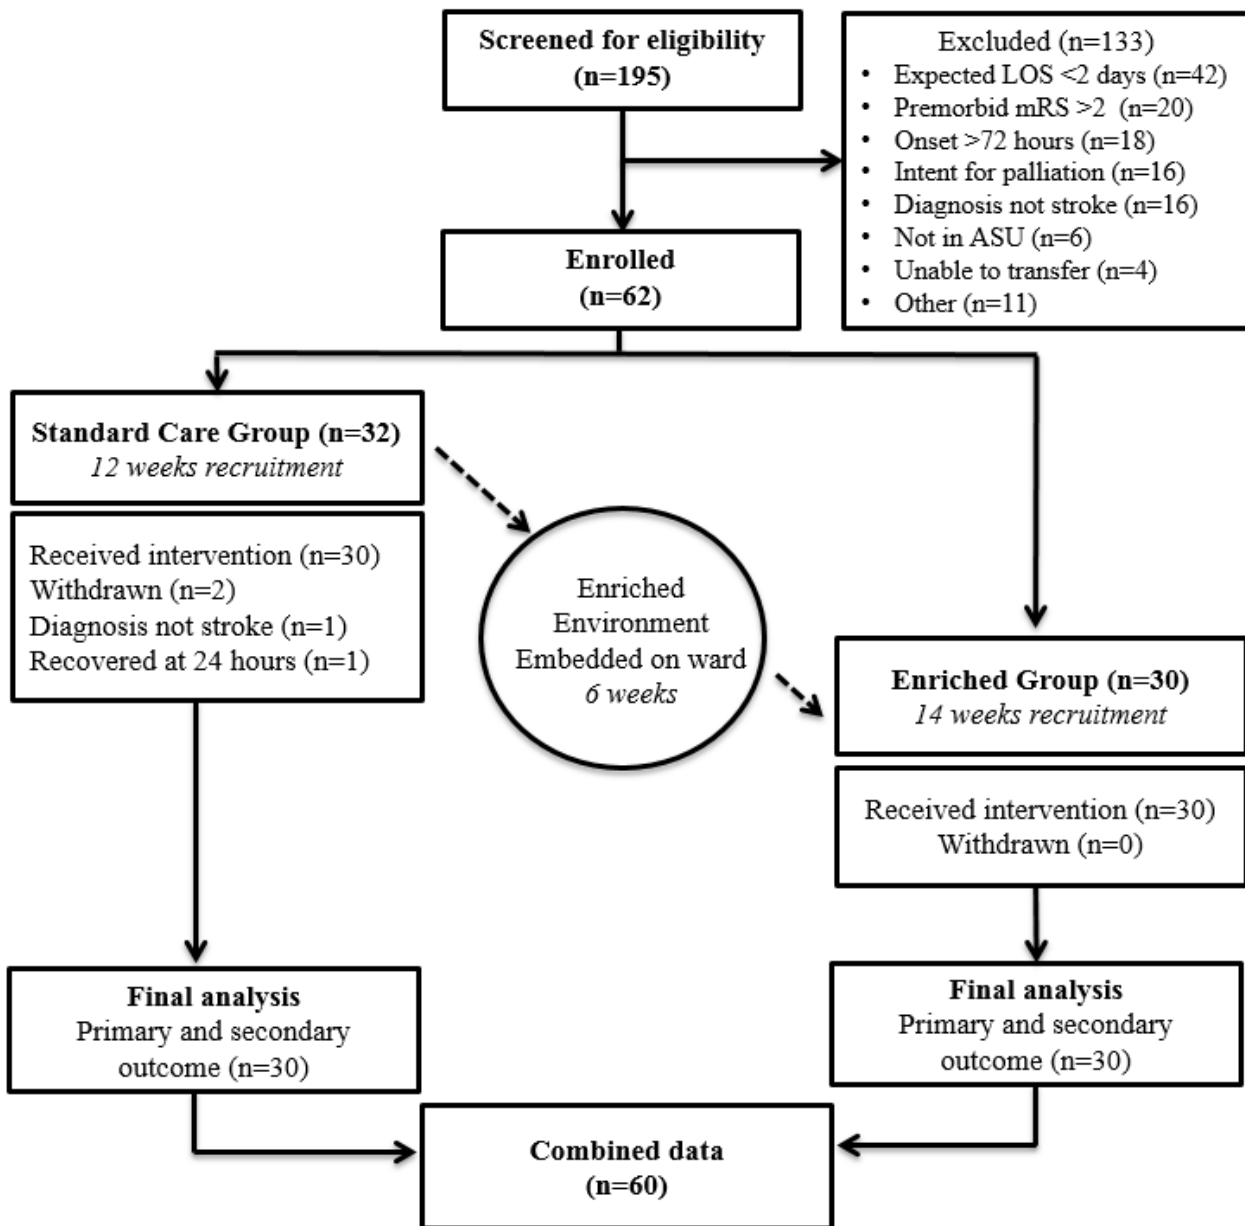 Screened for eligibility
(n=195)
Excluded (n=133)
• Expected LOS <2 days (n=42)
• Premorbid mRS >2 (n=20)
• Onset >72 hours (n=18)
• Intent for palliation (n=16)
• Diagnosis not stroke (n=16)
• Not in ASU (n=6)
• Unable to transfer (n=4)
• Other (n=11)
Enrolled
(n=62)
Standard Care Group (n=32)
12 weeks recruitment
Received intervention (n=30)
Withdrawn (n=2)
Diagnosis not stroke (n=1)
Recovered at 24 hours (n=1)
Enriched
Environment
Embedded on ward
6 weeks
Enriched Group (n=30)
14 weeks recruitment
Received intervention (n=30)
Withdrawn (n=0)
Final analysis
Primary and secondary
outcome (n=30)
Final analysis
Primary and secondary
outcome (n=30)
Combined data
(n=60)